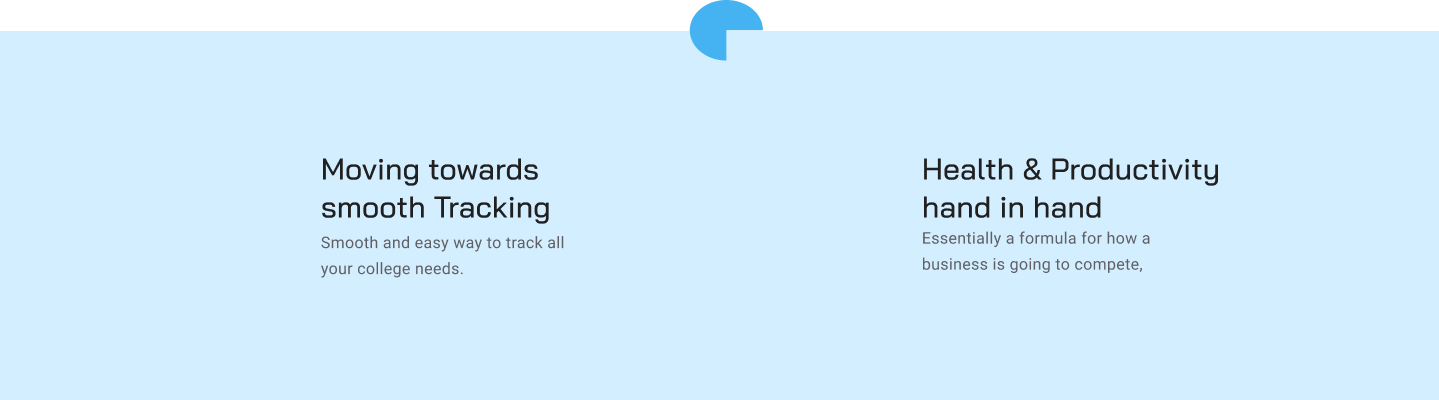 Moving towards
smooth Tracking
Smooth and easy way to track all
your college needs.
Health & Productivity
hand in hand
Essentially a formula for how a
business is going to compete,